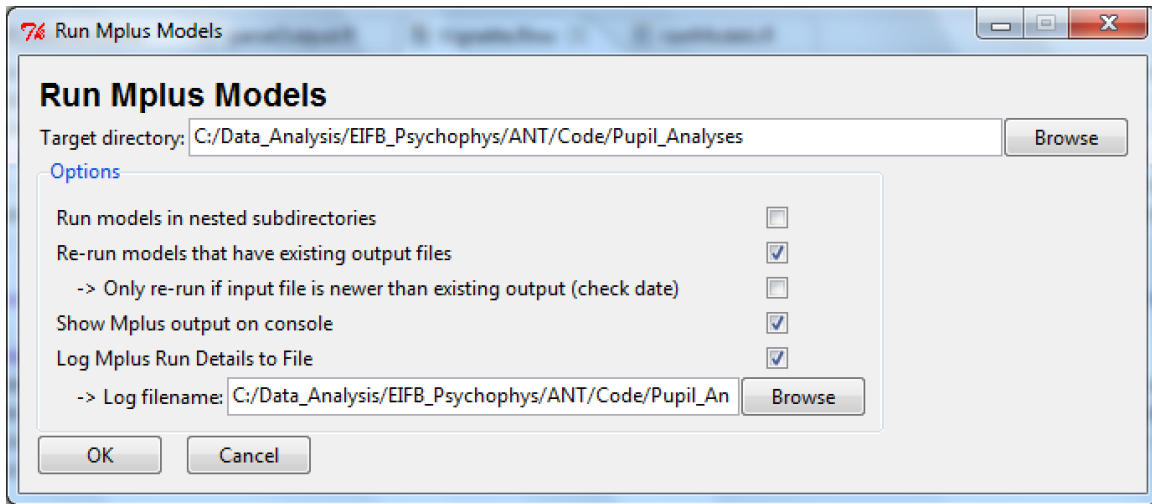 Run Mplus Models
Run Mplus Models
Target directory: C:/Data_Analysis/EIFB_Psychophys/ANT/Code/Pupil_Analyses Browse
Options
Run models in nested subdirectories
Re-run models that have existing output files
-> Only re-run if input file is newer than existing output (check date)
Show Mplus output on console
Log Mplus Run Details to File
-> Log filename: C:/Data_Analysis/EIFB_Psychophys/ANT/Code/Pupil_An Browse
OK Cancel